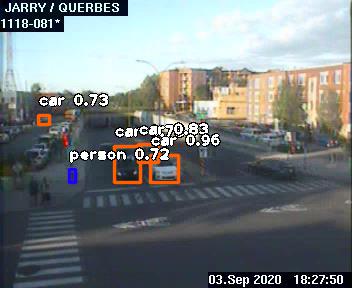 JARRY / QUERBES
1118-081*
car 0.73
car 0.83
car 0.96
person 0.72
03.Sep 2020 18:27:50